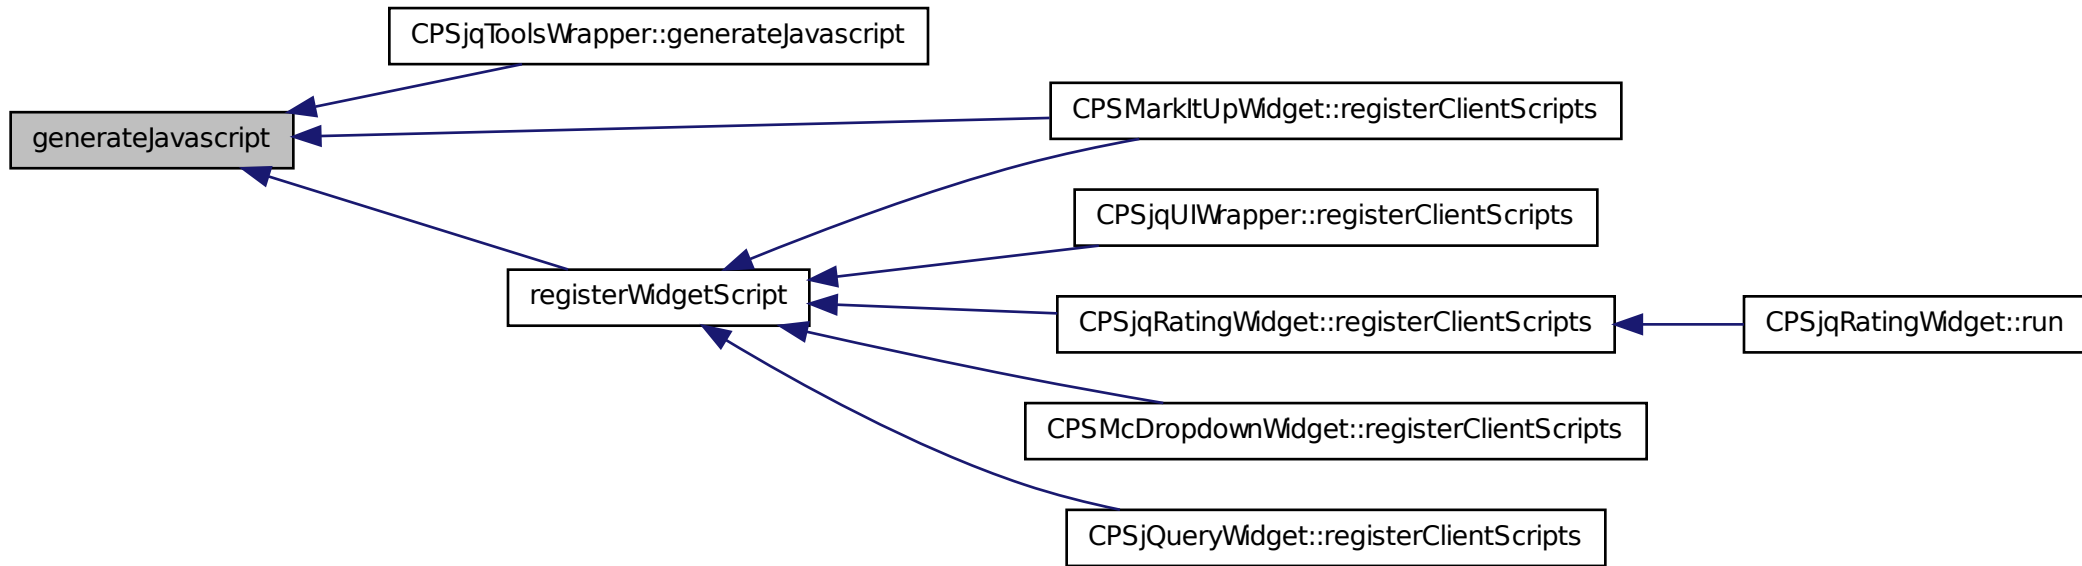 CPSjqToolsWrapper::generateJavascript
generateJavascript
CPSMarkItUpWidget::registerClientScripts
CPSjqUIWrapper::registerClientScripts
registerWidgetScript
CPSjqRatingWidget::registerClientScripts
CPSjqRatingWidget::run
CPSMcDropdownWidget::registerClientScripts
CPSjQueryWidget::registerClientScripts